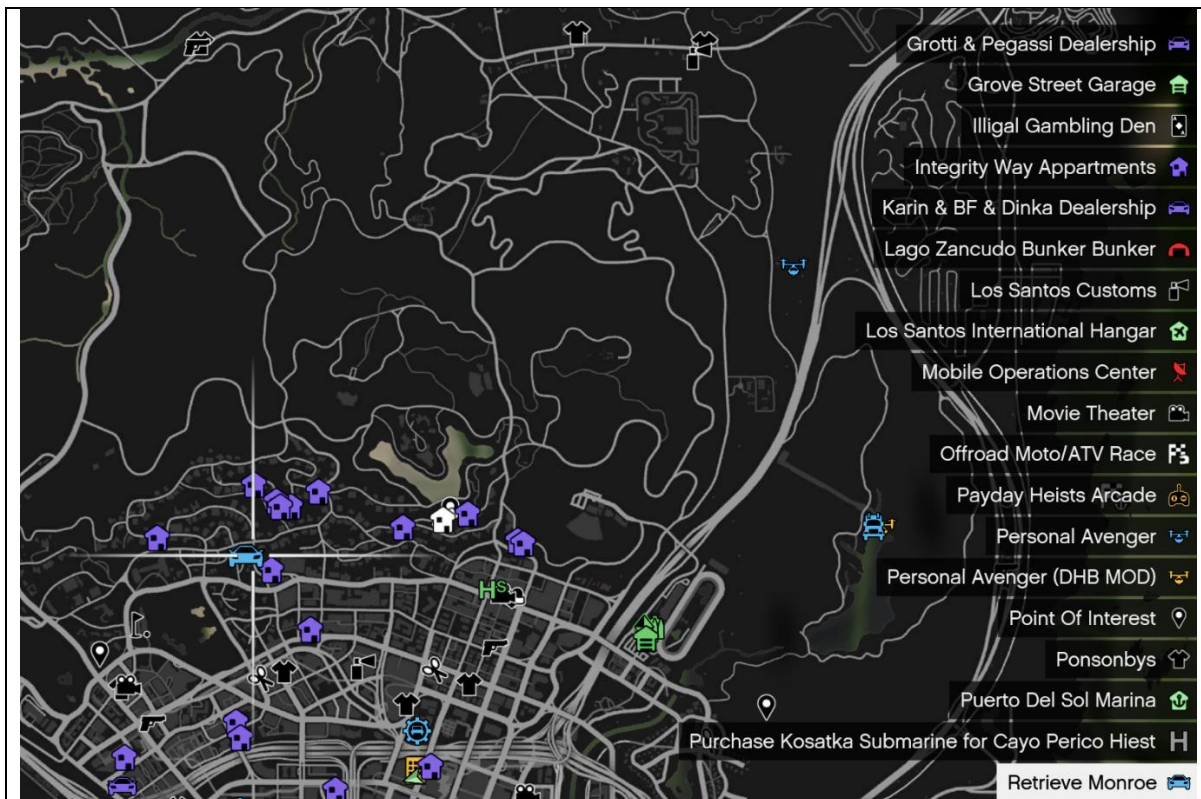 Grotti & Pegassi Dealership
Grove Street Garage
Illigal Gambling Den
Integrity Way Appartments
Karin & BF & Dinka Dealership
Lago Zancudo Bunker Bunker
Los Santos Customs
Los Santos International Hangar
Mobile Operations Center
Movie Theater
Offroad Moto/ATV Race
Payday Heists Arcade
Personal Avenger
Personal Avenger (DHB MOD)
Point Of Interest
Ponsonbys
Puerto Del Sol Marina
HS
Purchase Kosatka Submarine for Cayo Perico Hiest H
Retrieve Monroe